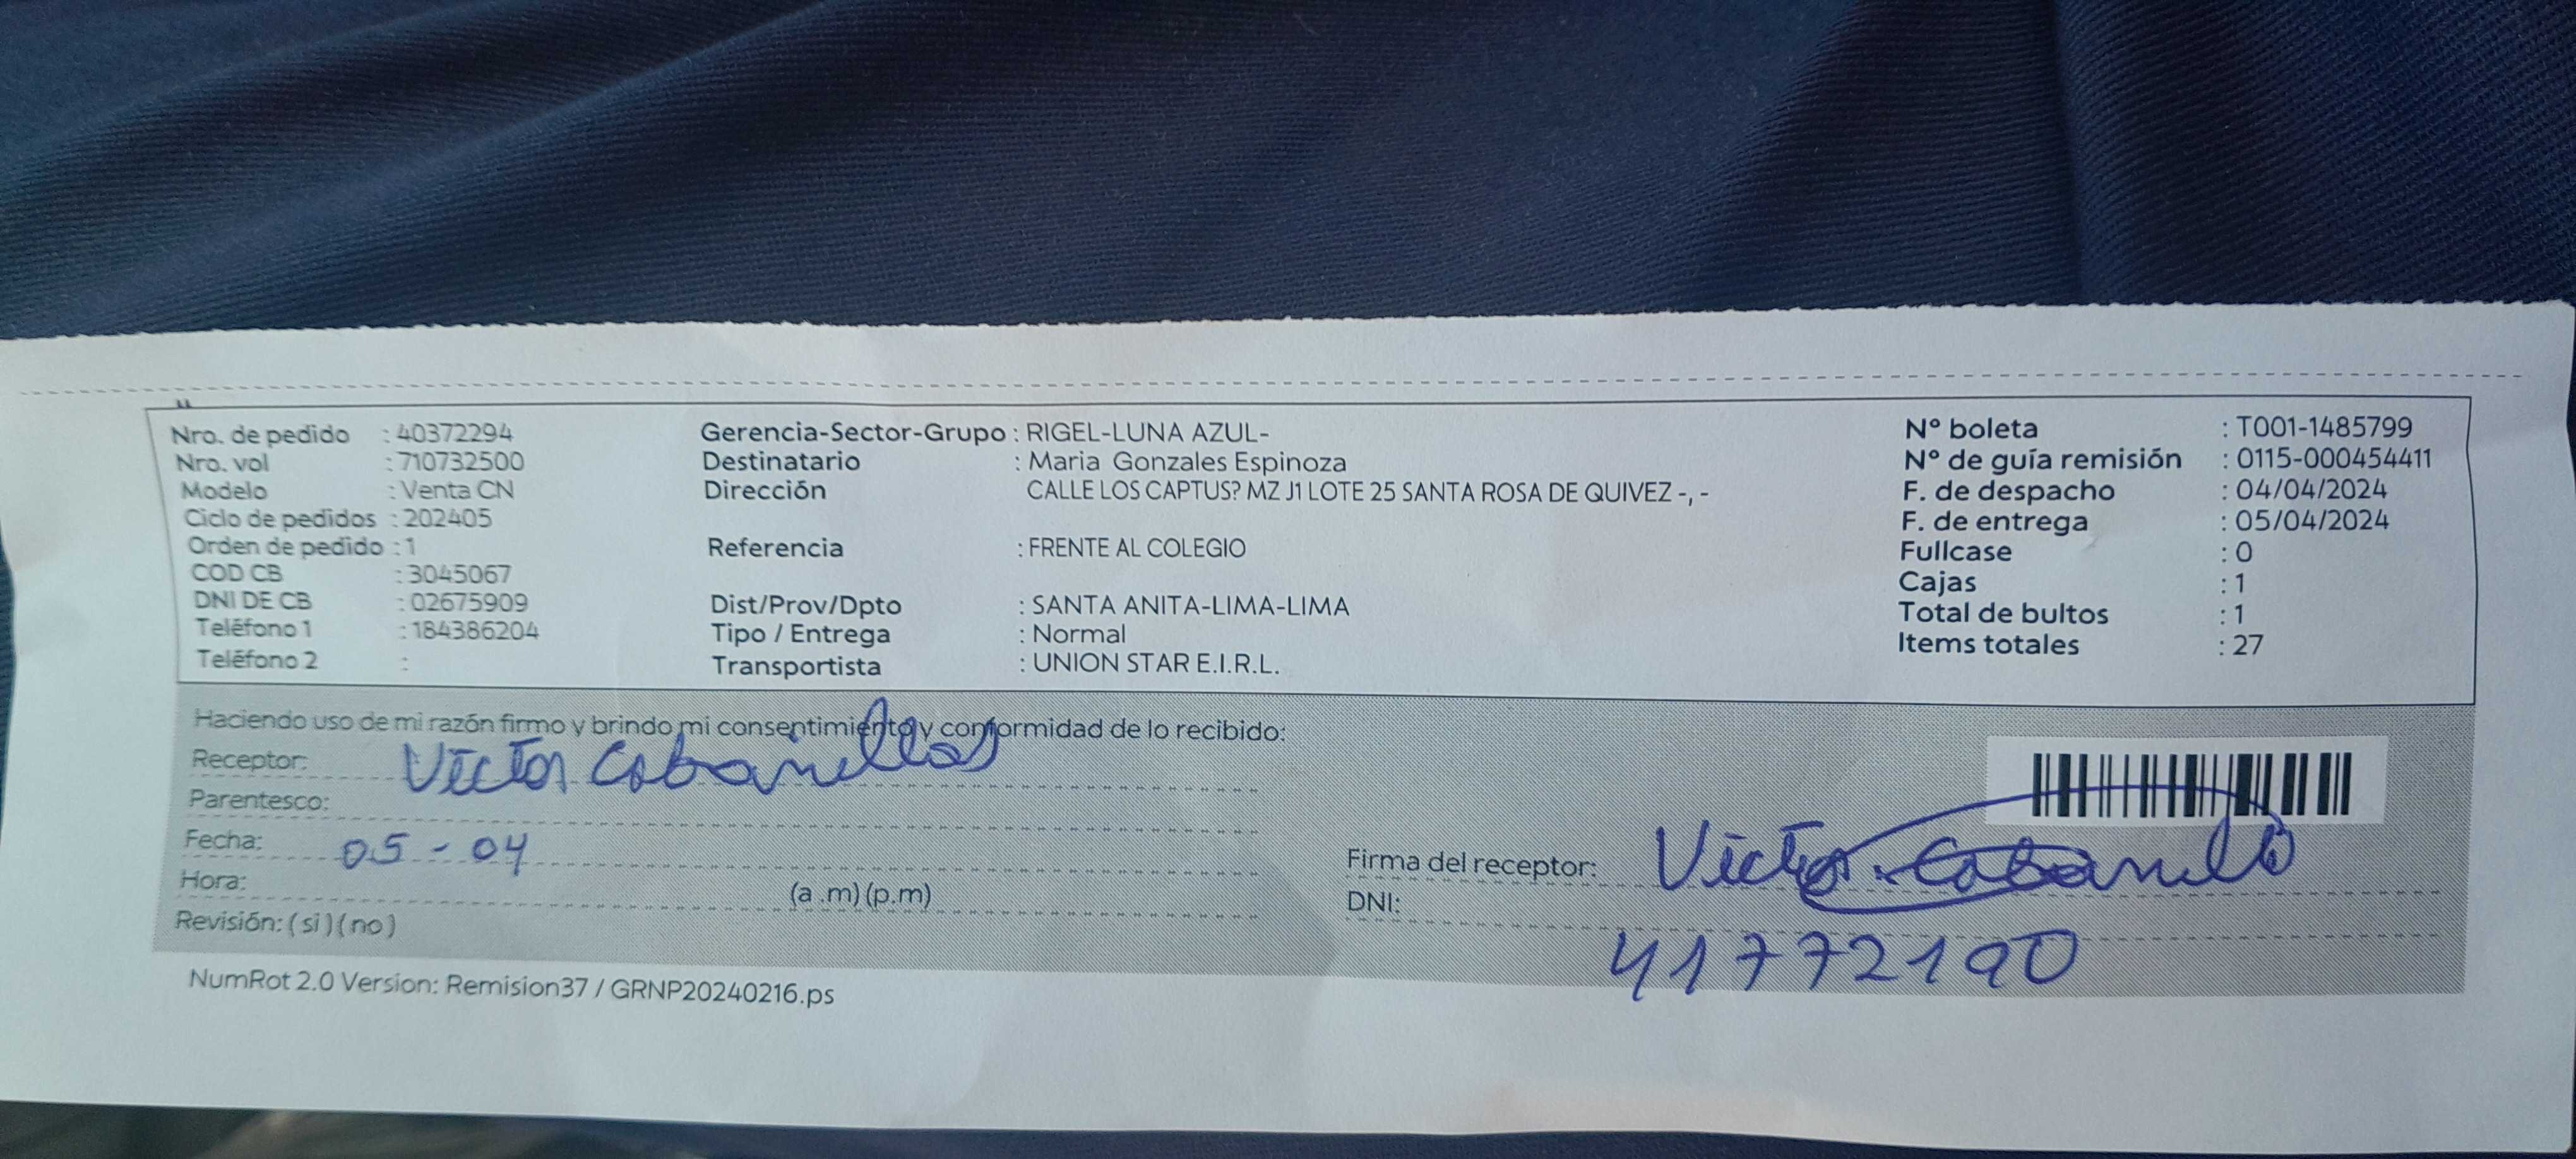 Nro. de pedido : 40372294
Nro. vol : 710732500
Modelo : Venta CN
Ciclo de pedidos : 202405
Orden de pedido : 1
COD CB : 3045067
DNI DE CB : 02675909
Teléfono 1 : 184386204
Teléfono 2 :
Gerencia-Sector-Grupo : RIGEL-LUNA AZUL-
Destinatario : Maria Gonzales Espinoza
Dirección CALLE LOS CAPTUS? MZ J1 LOTE 25 SANTA ROSA DE QUIVEZ -, -
Referencia : FRENTE AL COLEGIO
Dist/Prov/Dpto : SANTA ANITA-LIMA-LIMA
Tipo / Entrega : Normal
Transportista : UNION STAR E.I.R.L.
Nº boleta : T001-1485799
Nº de guía remisión : 0115-000454411
F. de despacho : 04/04/2024
F. de entrega : 05/04/2024
Fullcase : 0
Cajas : 1
Total de bultos : 1
Items totales : 27
Haciendo uso de mi razón firmo y brindo mi consentimiento y conformidad de lo recibido:
Receptor: Victor Cabanillas
Parentesco:
Fecha: 05-04
Hora: (a .m) (p.m)
Revisión: ( si ) ( no )
Firma del receptor: Victor Cabanillas
DNI: 41772190
NumRot 2.0 Version: Remision37 / GRNP20240216.ps